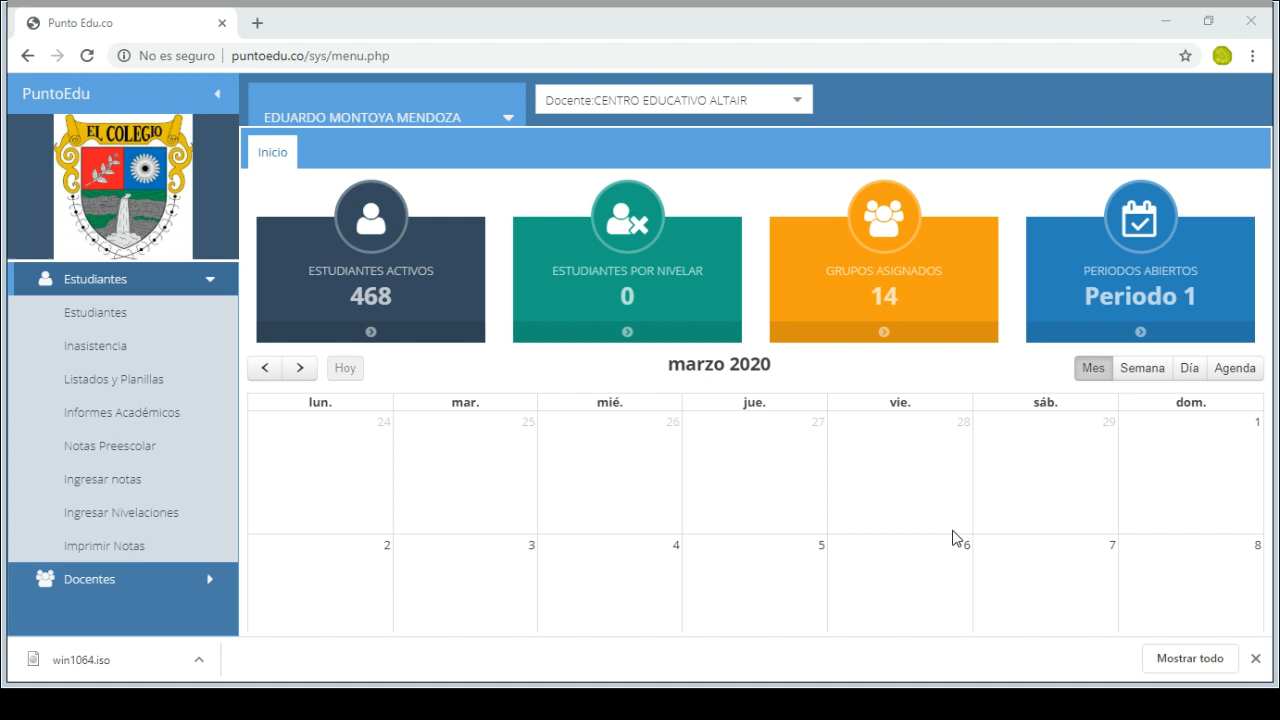 Punto Edu.co
No es seguro
puntoedu.co/sys/menu.php
PuntoEdu
EDUARDO MONTOYA MENDOZA
Docente:CENTRO EDUCATIVO ALTAIR
EL COLEGIO
Inicio
ESTUDIANTES ACTIVOS
468
ESTUDIANTES POR NIVELAR
0
GRUPOS ASIGNADOS
14
PERIODOS ABIERTOS
Periodo 1
Estudiantes
Estudiantes
Inasistencia
Listados y Planillas
Informes Académicos
Notas Preescolar
Ingresar notas
Ingresar Nivelaciones
Imprimir Notas
Docentes
Hoy
marzo 2020
Mes Semana Día Agenda
lun. mar. mié. jue. vie. sáb. dom.
24 25 26 27 28 29 1
2 3 4 5 6 7 8
win1064.iso
Mostrar todo